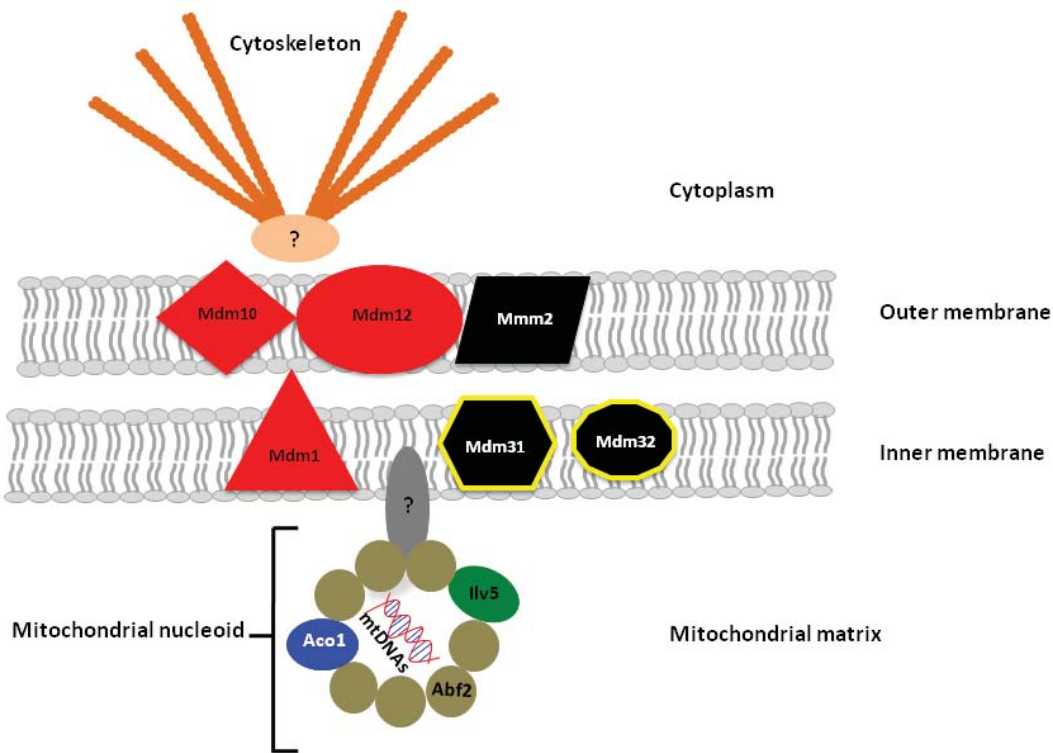 Cytoskeleton
Cytoplasm
?
Mdm10
Mdm12
Mmm2
Outer membrane
Mdm1
Mdm31
Mdm32
Inner membrane
?
Mitochondrial nucleoid
Ilv5
Aco1
mtDNAs
Abf2
Mitochondrial matrix